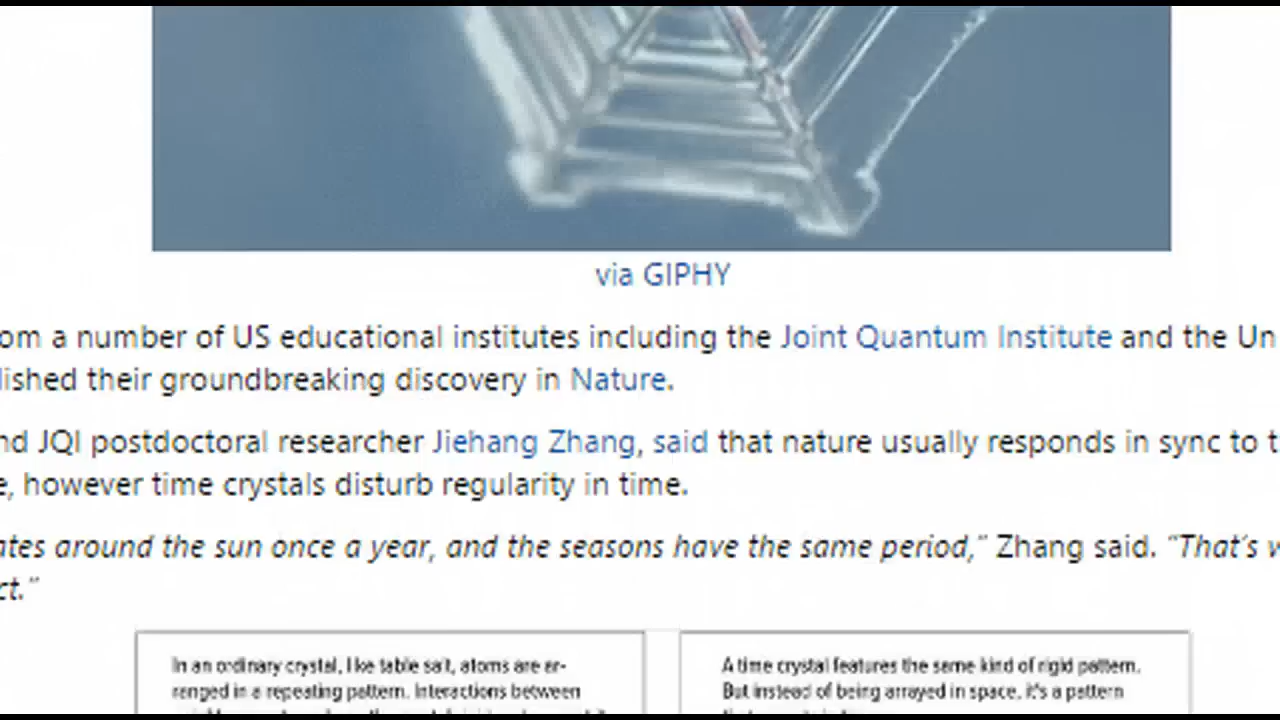 via GIPHY
om a number of US educational institutes including the Joint Quantum Institute and the Un
lished their groundbreaking discovery in Nature.
nd JQI postdoctoral researcher Jiehang Zhang, said that nature usually responds in sync to t
e, however time crystals disturb regularity in time.
ates around the sun once a year, and the seasons have the same period,” Zhang said. “That’s w
ct.”
In an ordinary crystal, like table salt, atoms are ar-
ranged in a repeating pattern. Interactions between
A time crystal features the same kind of rigid pattern.
But instead of being arrayed in space, it's a pattern